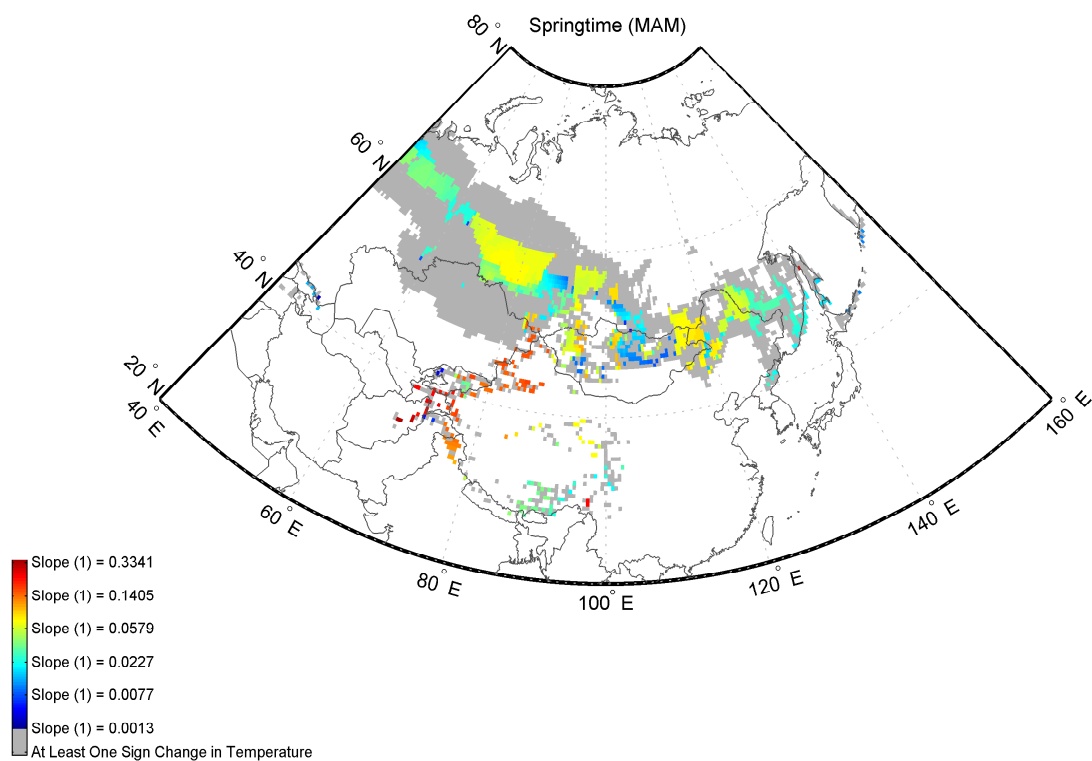 Springtime (MAM)
80° N
60° N
40° N
20° N
40° E
60° E
80° E
100° E
120° E
140° E
160° E
Slope (1) = 0.3341
Slope (1) = 0.1405
Slope (1) = 0.0579
Slope (1) = 0.0227
Slope (1) = 0.0077
Slope (1) = 0.0013
At Least One Sign Change in Temperature